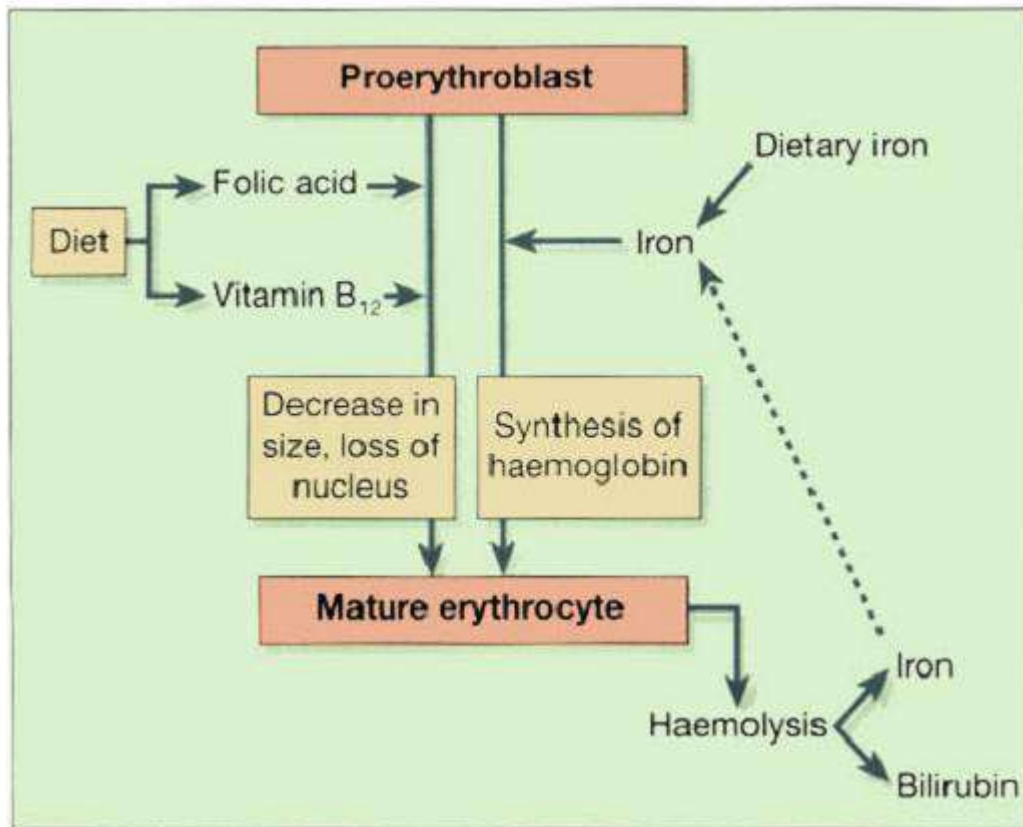 Proerythroblast
Dietary iron
Folic acid
Diet
Iron
Vitamin B₁₂
Decrease in
size, loss of
nucleus
Synthesis of
haemoglobin
Mature erythrocyte
Iron
Haemolysis
Bilirubin